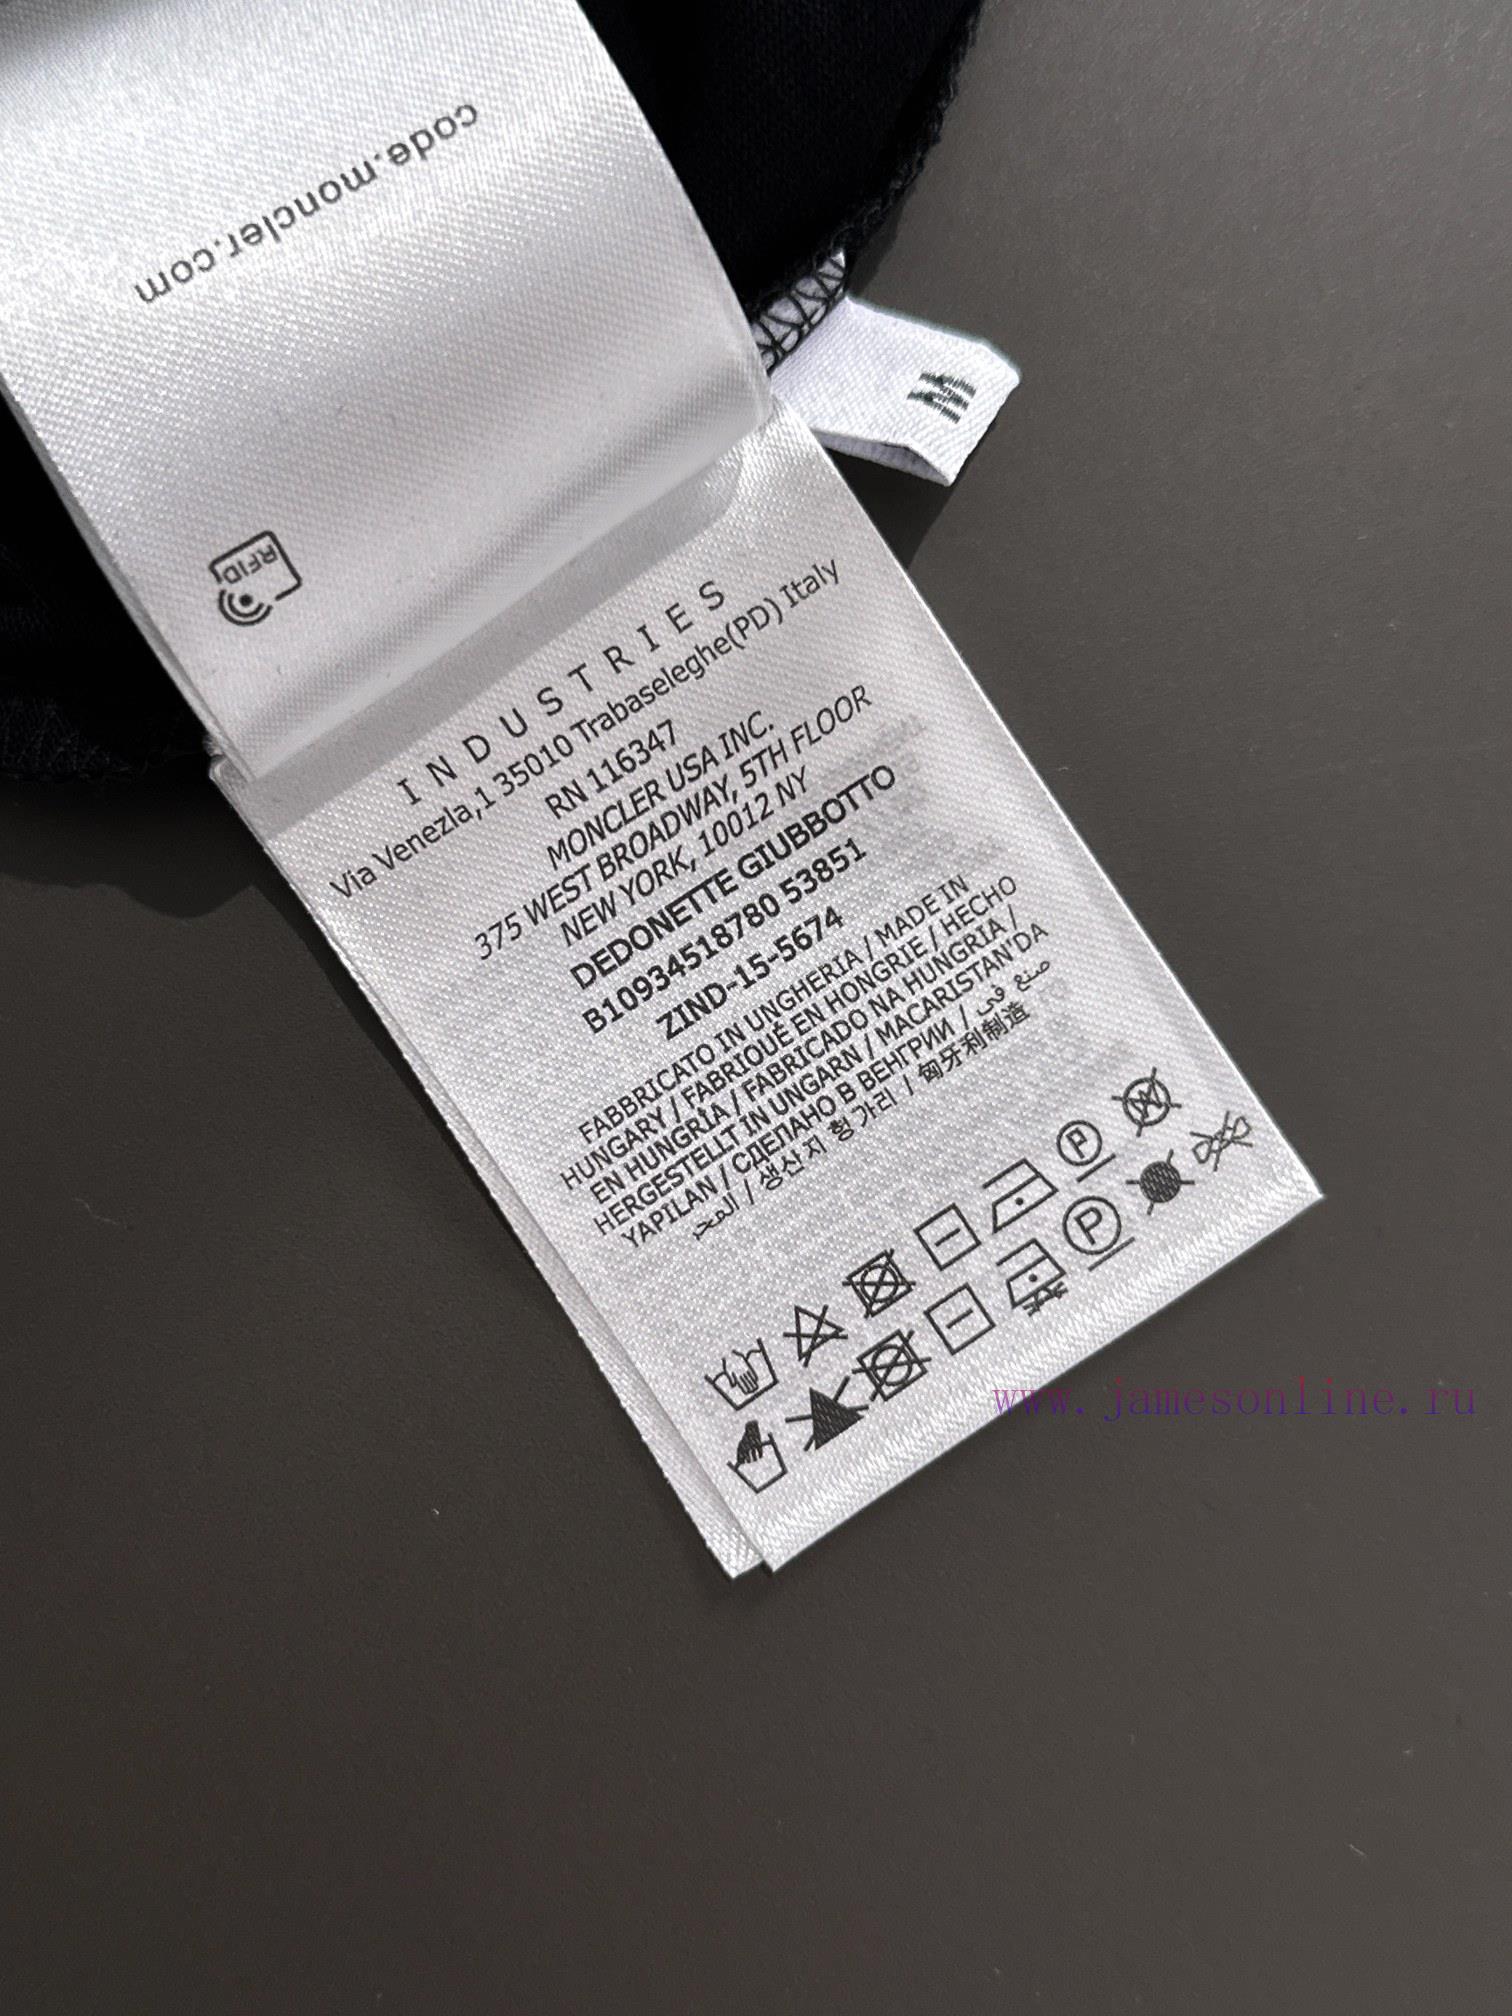 code.moncler.com
RFID
M
INDUSTRIES
Via Venezla,1 35010 Trabaseleghe(PD) Italy
RN 116347
MONCLER USA INC.
375 WEST BROADWAY, 5TH FLOOR
NEW YORK, 10012 NY
DEDONETTE GIUBBOTTO
B10934518780 53851
ZIND-15-5674
FABBRICATO IN UNGHERIA / MADE IN
HUNGARY / FABRIQUÉ EN HONGRIE / HECHO
EN HUNGRÍA / FABRICADO NA HUNGRIA /
HERGESTELLT IN UNGARN / MACARISTAN'DA
YAPILAN / СДЕЛАНО В ВЕНГРИИ / صنع في
المجر / 생산지 헝가리 / 匈牙利制造
P
W
P
www.jamesonline.ru